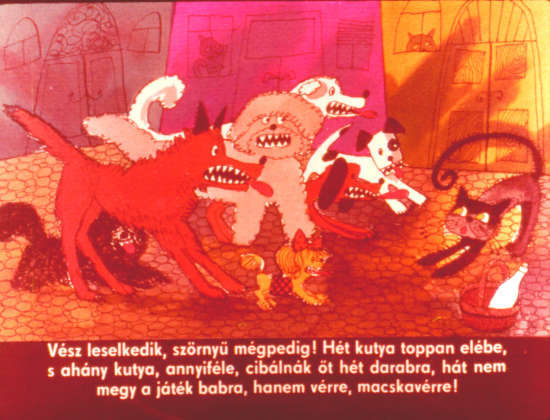 Vész leselkedik, szörnyű mégpedig! Hét kutya toppan elébe,
s ahány kutya, annyiféle, cibálnák őt hét darabra, hát nem
megy a játék babra, hanem vérre, macskavérre!